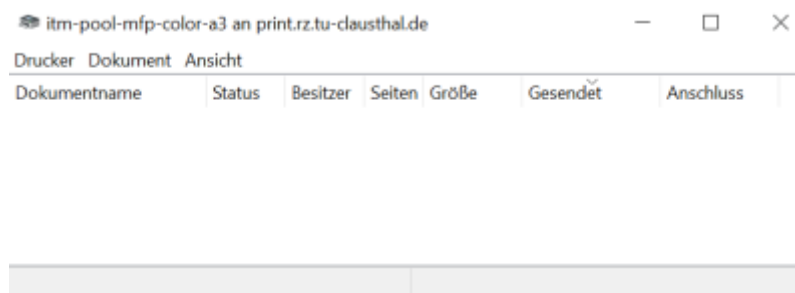 itm-pool-mfp-color-a3 an print.rz.tu-clausthal.de
Drucker Dokument Ansicht
Dokumentname Status Besitzer Seiten Größe Gesendet Anschluss